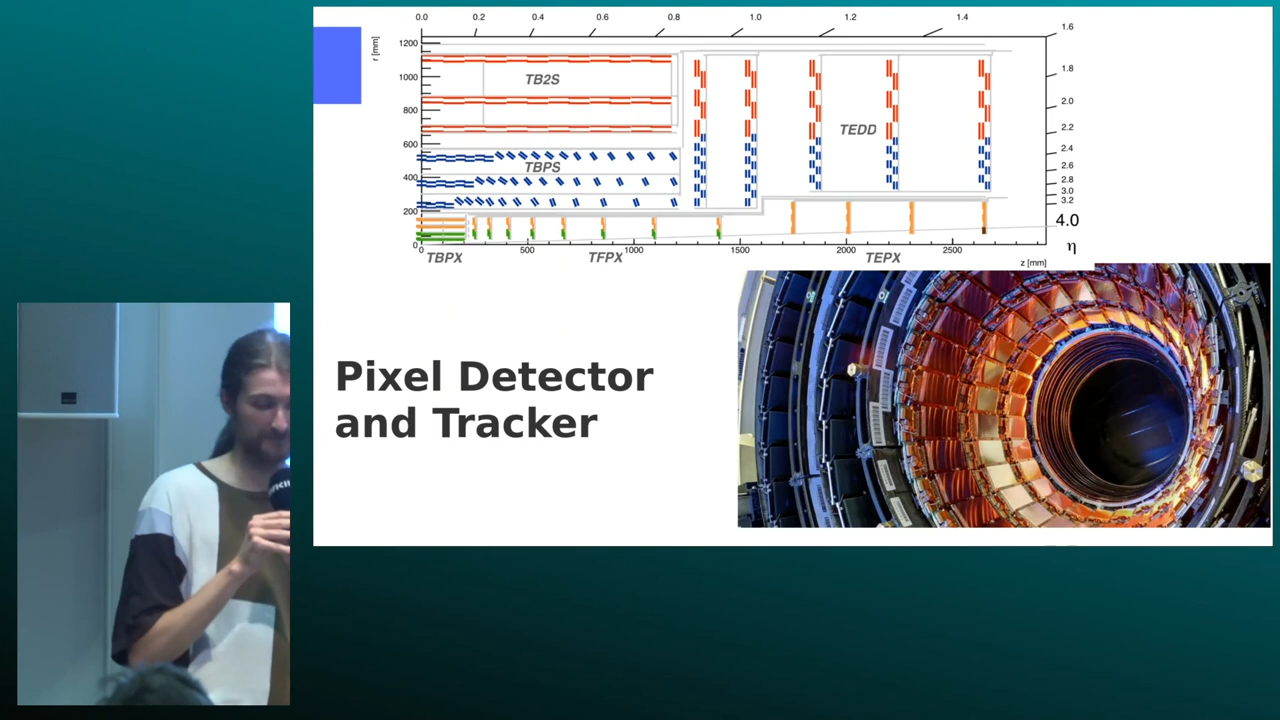 0.0 0.2 0.4 0.6 0.8 1.0 1.2 1.4 1.6
r [mm]
1200
1000
800
600
400
200
0
TB2S
TBPS
TEDD
1.8
2.0
2.2
2.4
2.6
2.8
3.0
3.2
4.0
η
0 500 1000 1500 2000 2500
z [mm]
TBPX TFPX TEPX
Pixel Detector
and Tracker